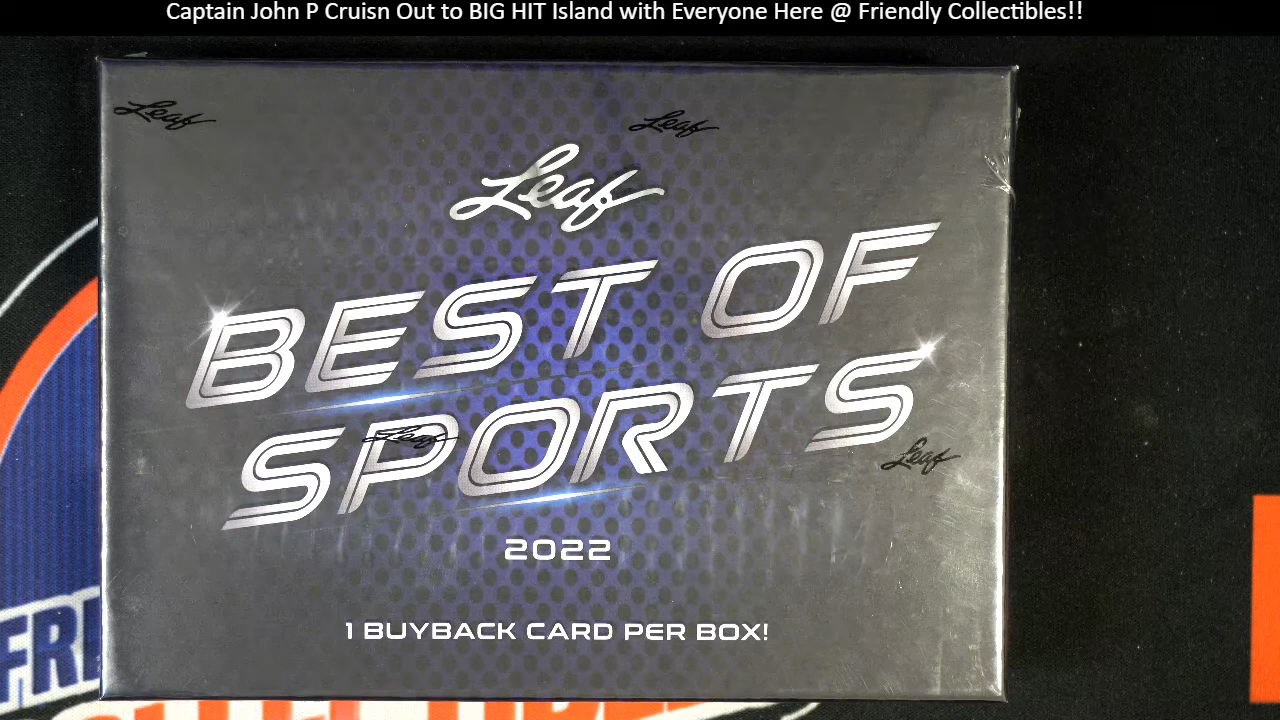 Captain John P Cruisn Out to BIG HIT Island with Everyone Here @ Friendly Collectibles!!
Leaf
Leaf
Leaf
BEST OF
SPORTS
Leaf
Leaf
2022
1 BUYBACK CARD PER BOX!
FRI